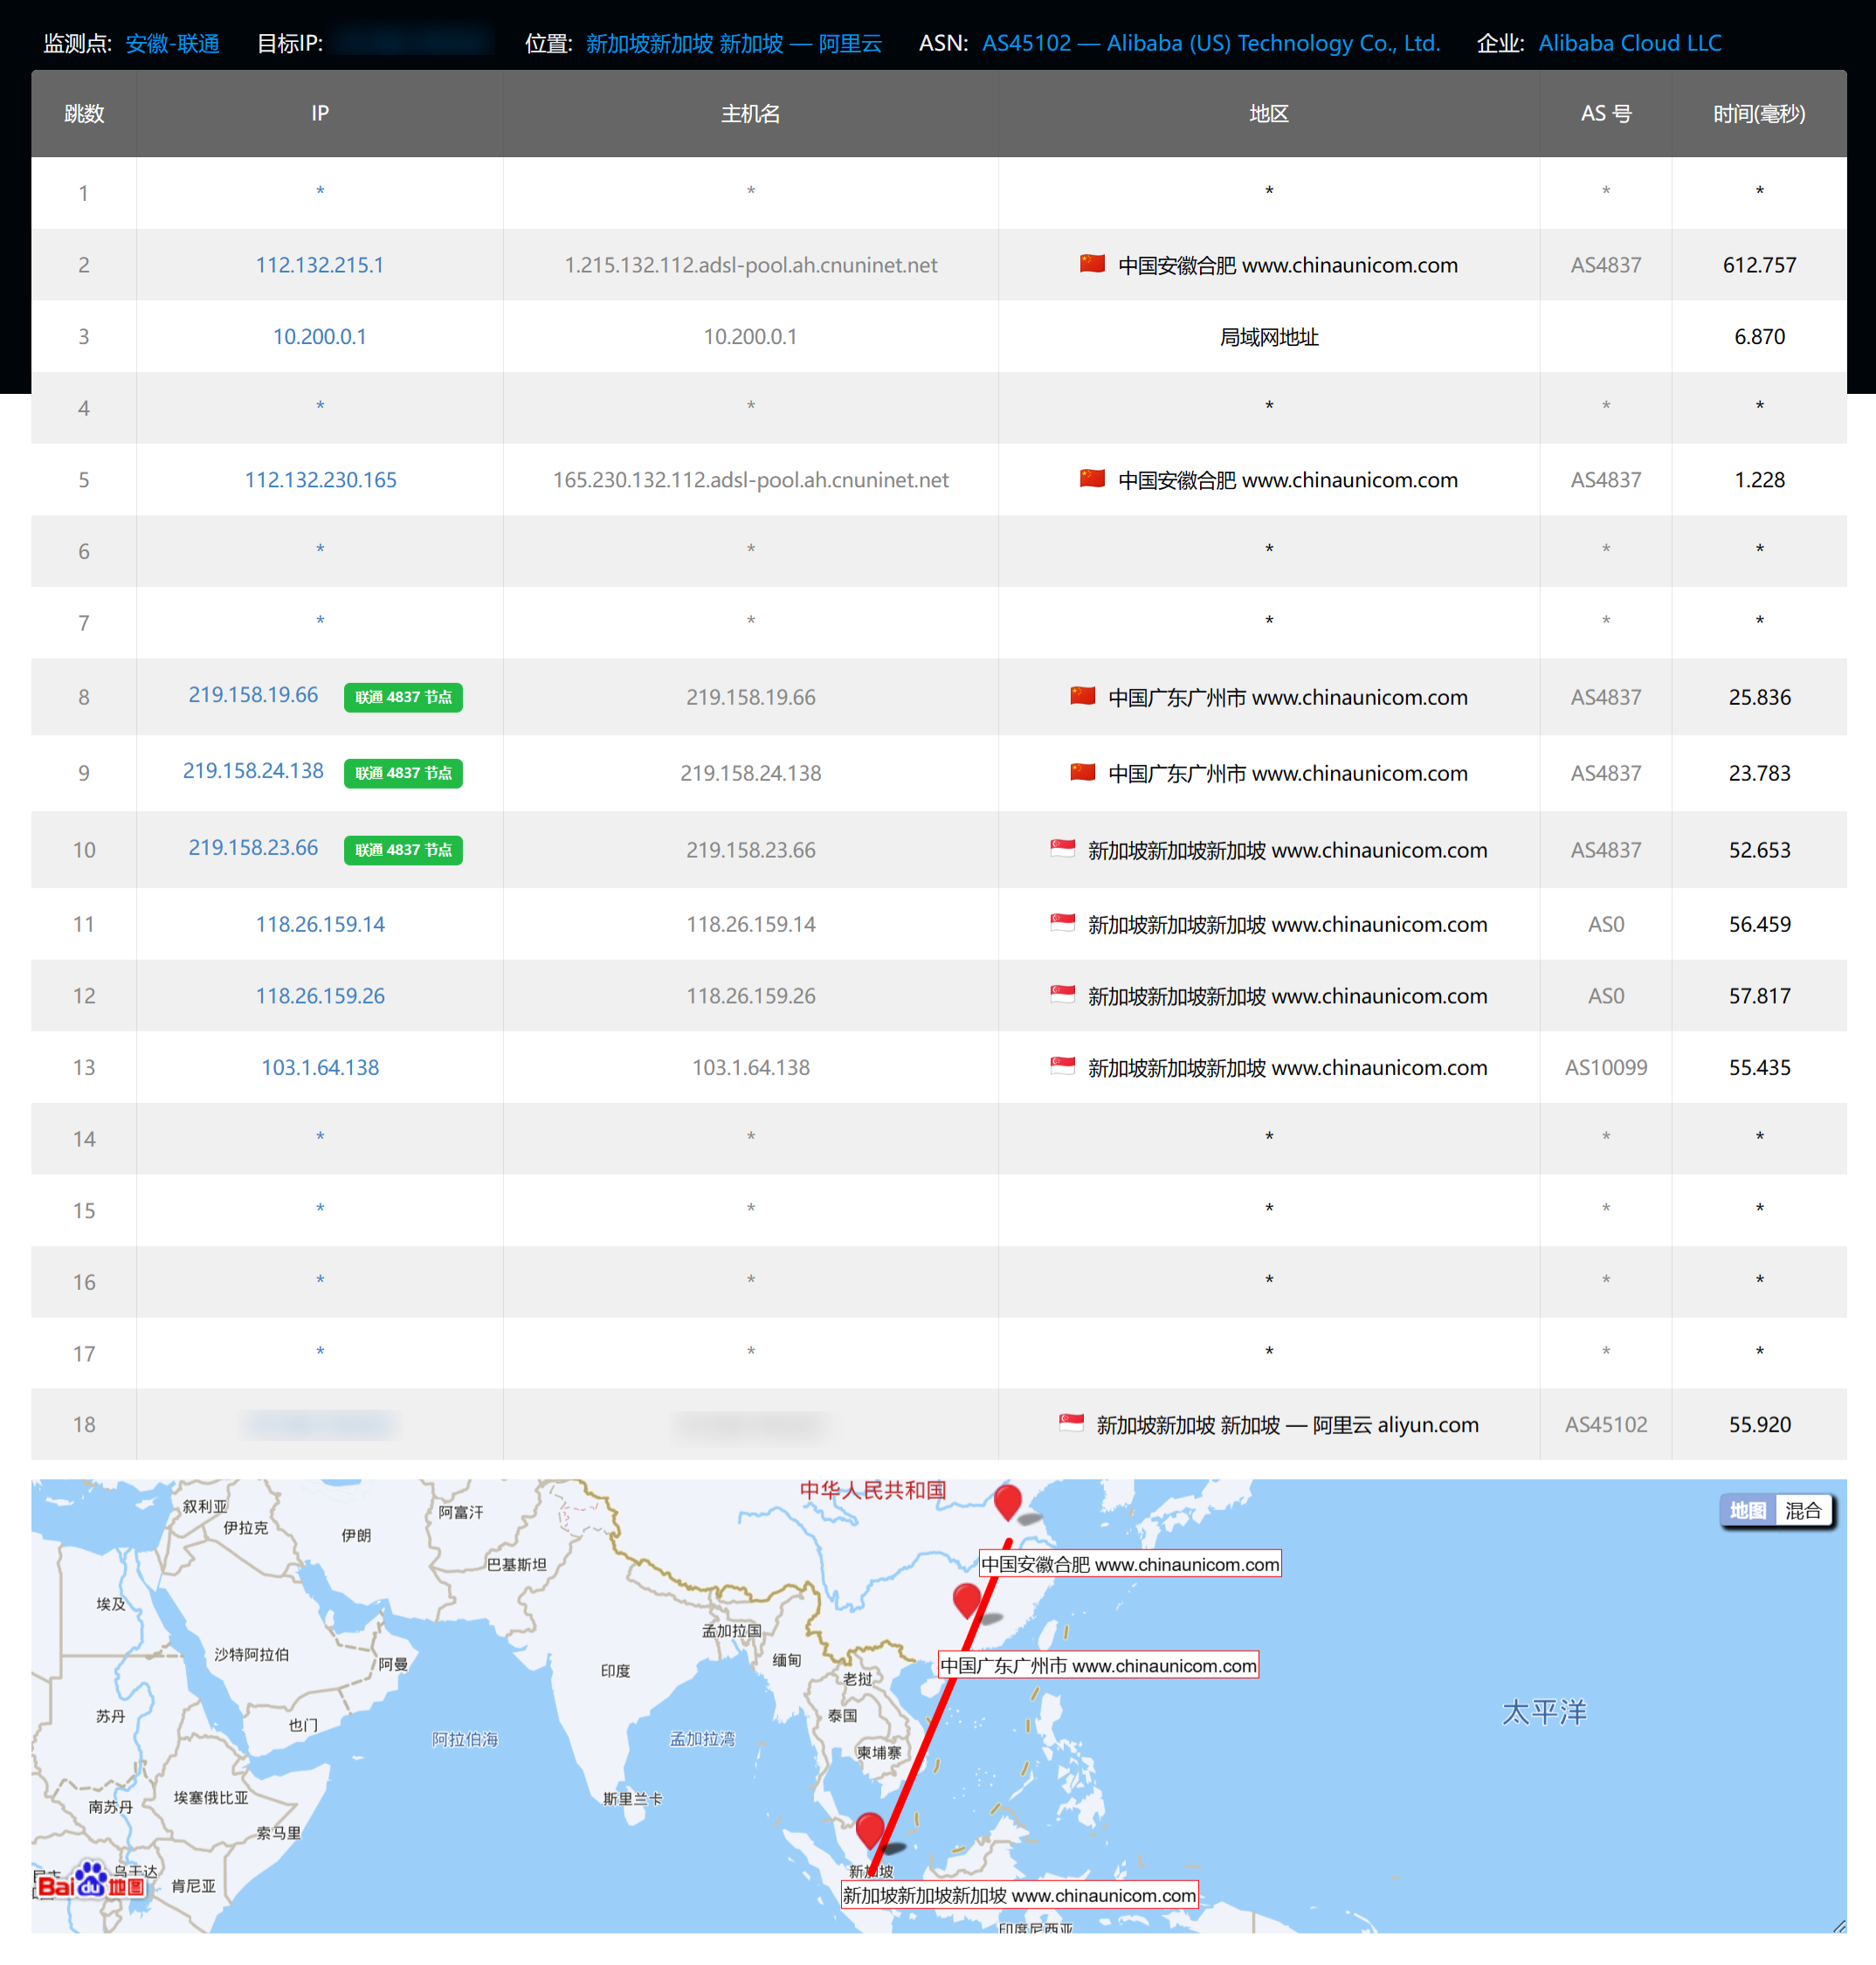 监测点: 安徽-联通 目标IP: 位置: 新加坡新加坡 新加坡 — 阿里云 ASN: AS45102 — Alibaba (US) Technology Co., Ltd. 企业: Alibaba Cloud LLC
跳数 IP 主机名 地区 AS 号 时间(毫秒)
1 * * * * *
2 112.132.215.1 1.215.132.112.adsl-pool.ah.cnuninet.net 中国安徽合肥 www.chinaunicom.com AS4837 612.757
3 10.200.0.1 10.200.0.1 局域网地址 6.870
4 * * * * *
5 112.132.230.165 165.230.132.112.adsl-pool.ah.cnuninet.net 中国安徽合肥 www.chinaunicom.com AS4837 1.228
6 * * * * *
7 * * * * *
8 219.158.19.66 联通 4837 节点 219.158.19.66 中国广东广州市 www.chinaunicom.com AS4837 25.836
9 219.158.24.138 联通 4837 节点 219.158.24.138 中国广东广州市 www.chinaunicom.com AS4837 23.783
10 219.158.23.66 联通 4837 节点 219.158.23.66 新加坡新加坡新加坡 www.chinaunicom.com AS4837 52.653
11 118.26.159.14 118.26.159.14 新加坡新加坡新加坡 www.chinaunicom.com AS0 56.459
12 118.26.159.26 118.26.159.26 新加坡新加坡新加坡 www.chinaunicom.com AS0 57.817
13 103.1.64.138 103.1.64.138 新加坡新加坡新加坡 www.chinaunicom.com AS10099 55.435
14 * * * * *
15 * * * * *
16 * * * * *
17 * * * * *
18 新加坡新加坡 新加坡 — 阿里云 aliyun.com AS45102 55.920
中华人民共和国
地图 混合
叙利亚
伊拉克
伊朗
阿富汗
巴基斯坦
中国安徽合肥 www.chinaunicom.com
埃及
沙特阿拉伯
阿曼
印度
孟加拉国
缅甸
老挝
中国广东广州市 www.chinaunicom.com
苏丹
也门
阿拉伯海
孟加拉湾
泰国
柬埔寨
太平洋
南苏丹
埃塞俄比亚
斯里兰卡
索马里
乌干达
肯尼亚
Bai du 地图
新加坡
新加坡新加坡新加坡 www.chinaunicom.com
印度尼西亚